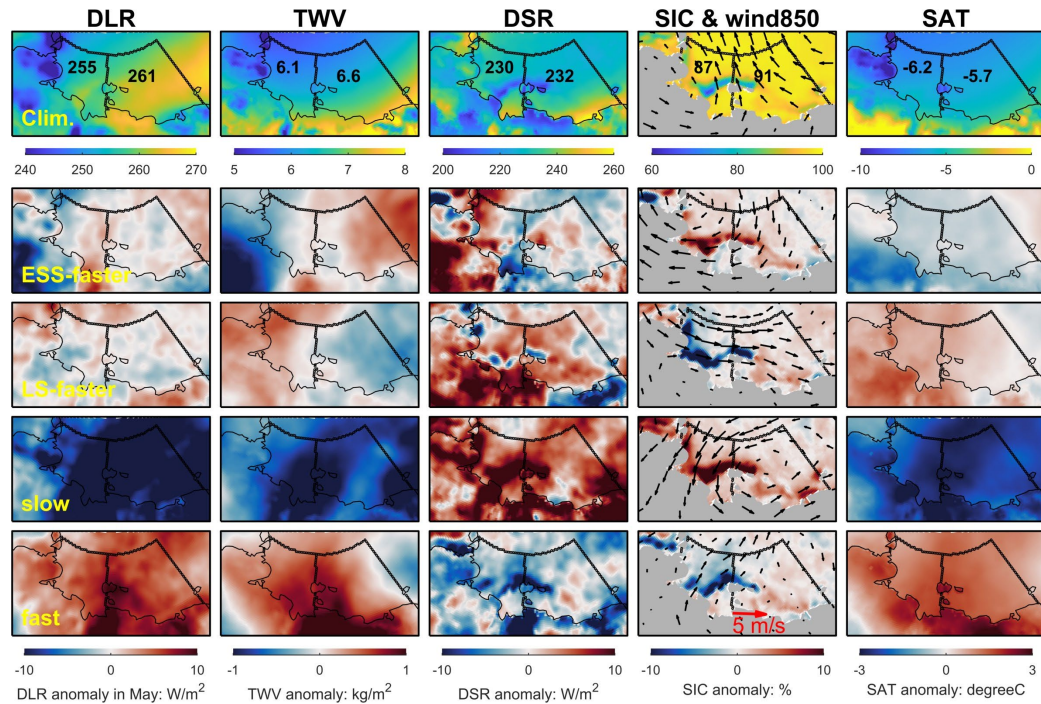 DLR TWV DSR SIC & wind850 SAT
255 261 6.1 6.6 230 232 87 91 -6.2 -5.7
Clim.
240 250 260 270 5 6 7 8 200 220 240 260 60 80 100 -10 -5 0
ESS-faster
LS-faster
slow
fast
5 m/s
-10 0 10 -1 0 1 -10 0 10 -10 0 10 -3 0 3
DLR anomaly in May: W/m² TWV anomaly: kg/m² DSR anomaly: W/m² SIC anomaly: % SAT anomaly: degreeC